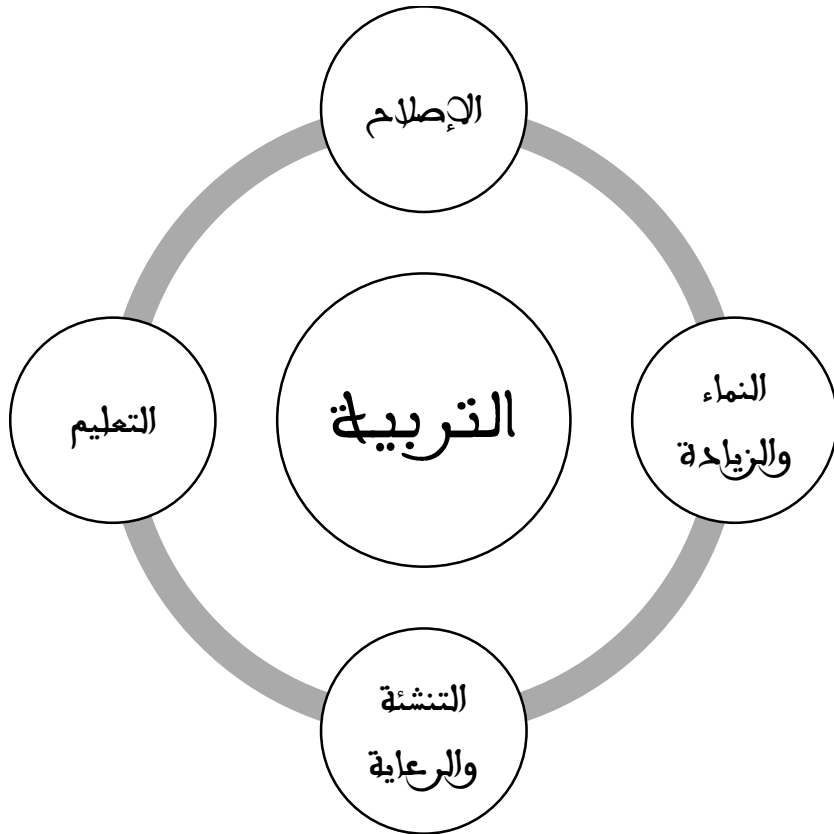 الإصلاح
النماء
والزيادة
التربية
التعليم
التنشئة
والرعاية